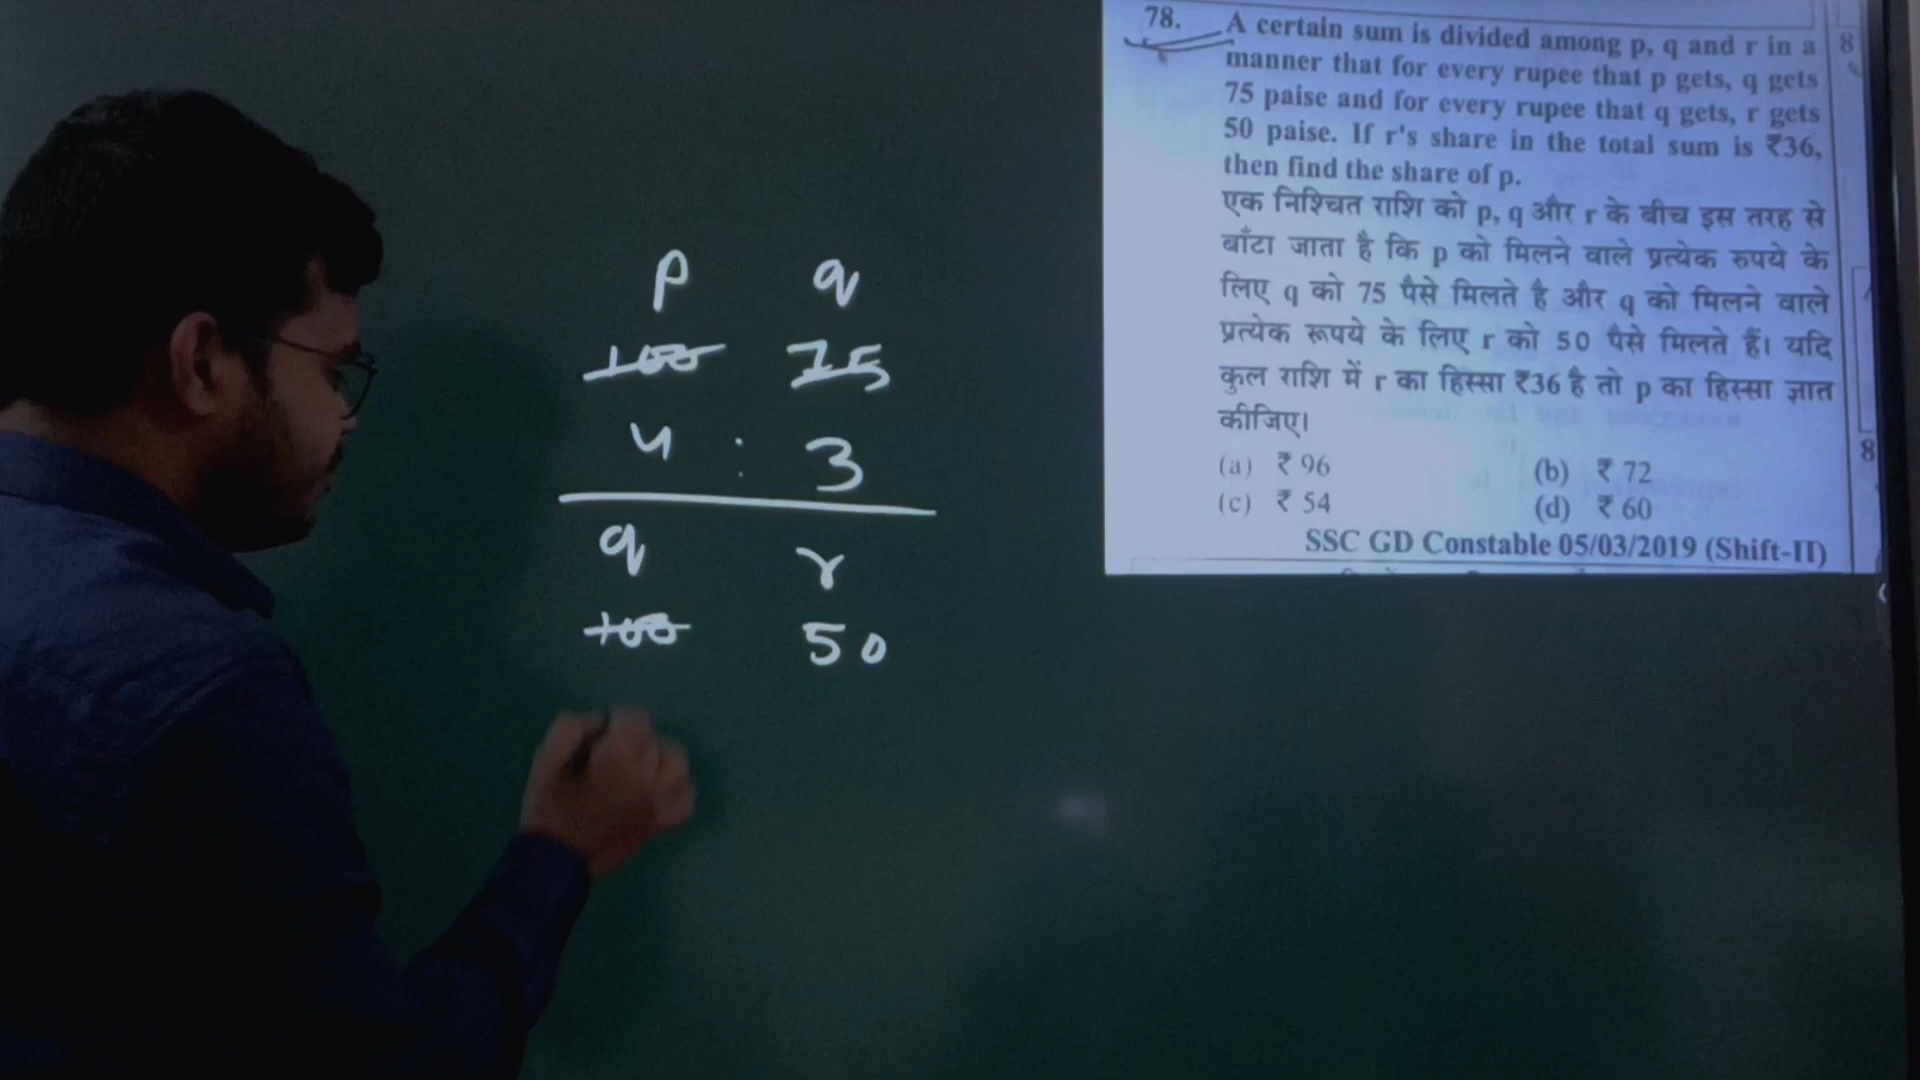 p q
100 75
4 : 3
q r
100 50
78. A certain sum is divided among p, q and r in a
manner that for every rupee that p gets, q gets
75 paise and for every rupee that q gets, r gets
50 paise. If r's share in the total sum is ₹36,
then find the share of p.
एक निश्चित राशि को p, q और r के बीच इस तरह से
बाँटा जाता है कि p को मिलने वाले प्रत्येक रुपये के
लिए q को 75 पैसे मिलते है और q को मिलने वाले
प्रत्येक रूपये के लिए r को 50 पैसे मिलते हैं। यदि
कुल राशि में r का हिस्सा ₹36 है तो p का हिस्सा ज्ञात
कीजिए।
(a) ₹ 96 (b) ₹ 72
(c) ₹ 54 (d) ₹ 60
SSC GD Constable 05/03/2019 (Shift-II)
8
8